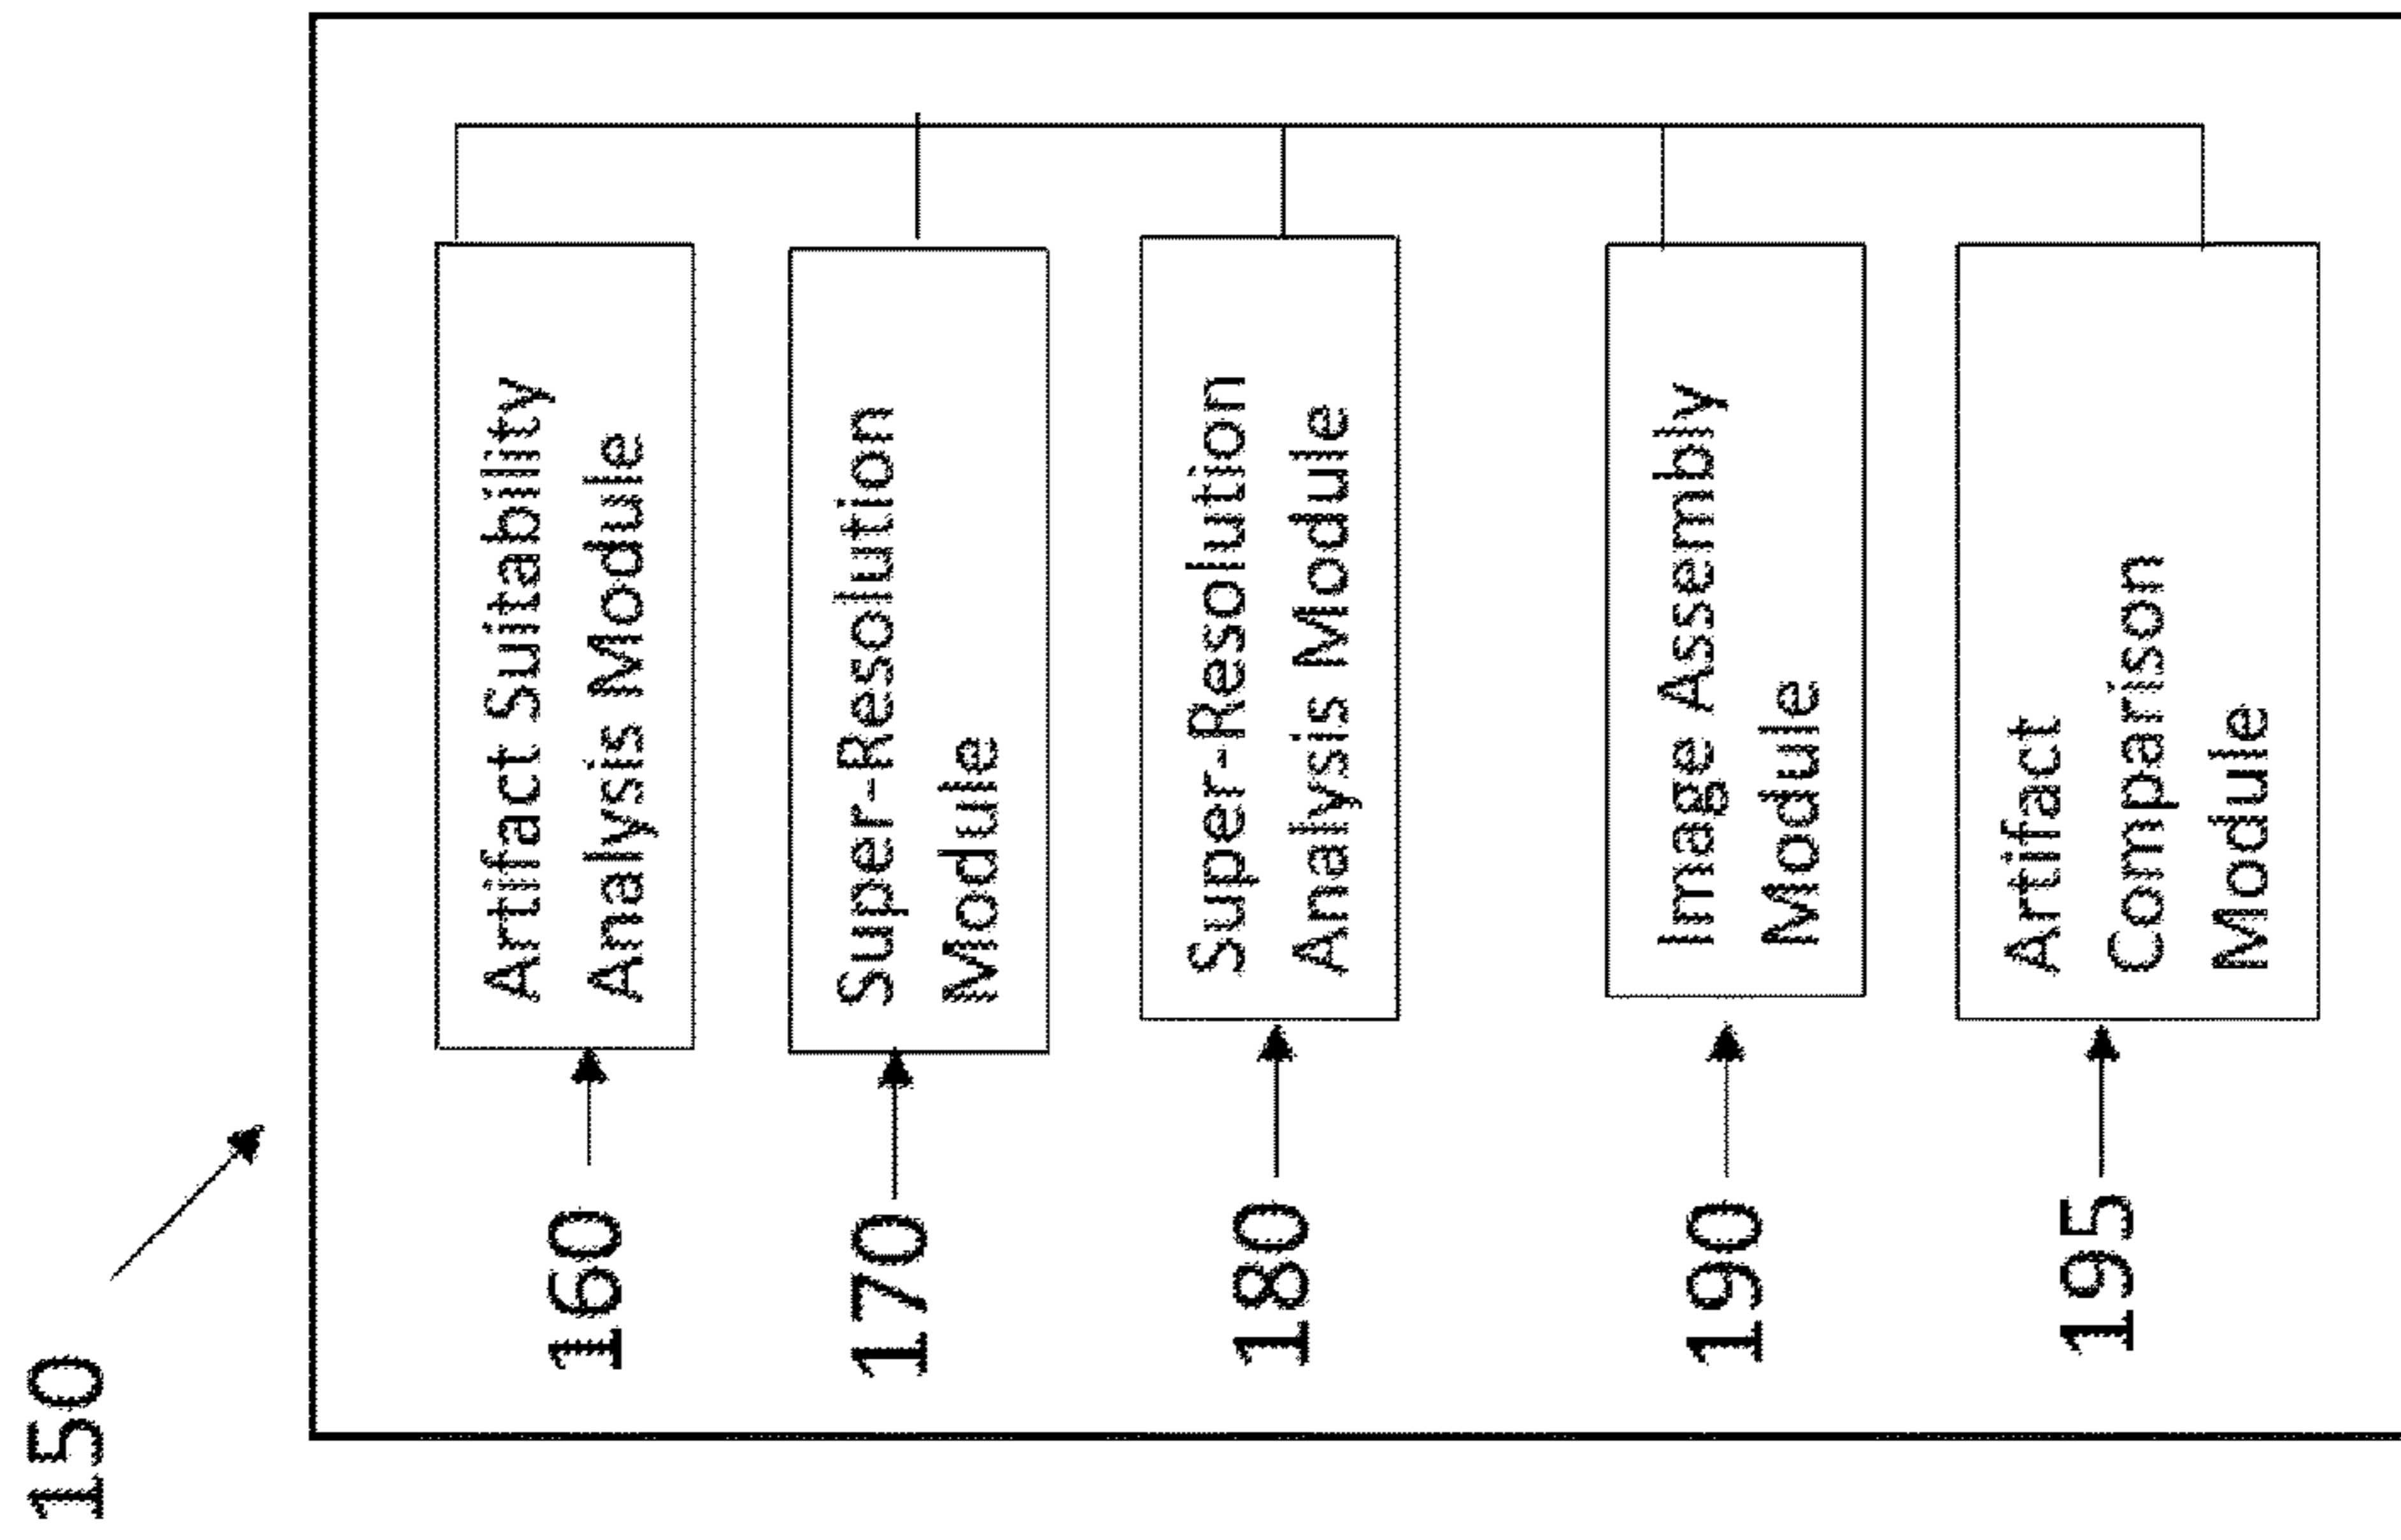 150
160
Artifact Suitability
Analysis Module
170
Super-Resolution
Module
180
Super-Resolution
Analysis Module
190
Image Assembly
Module
195
Artifact
Comparison
Module